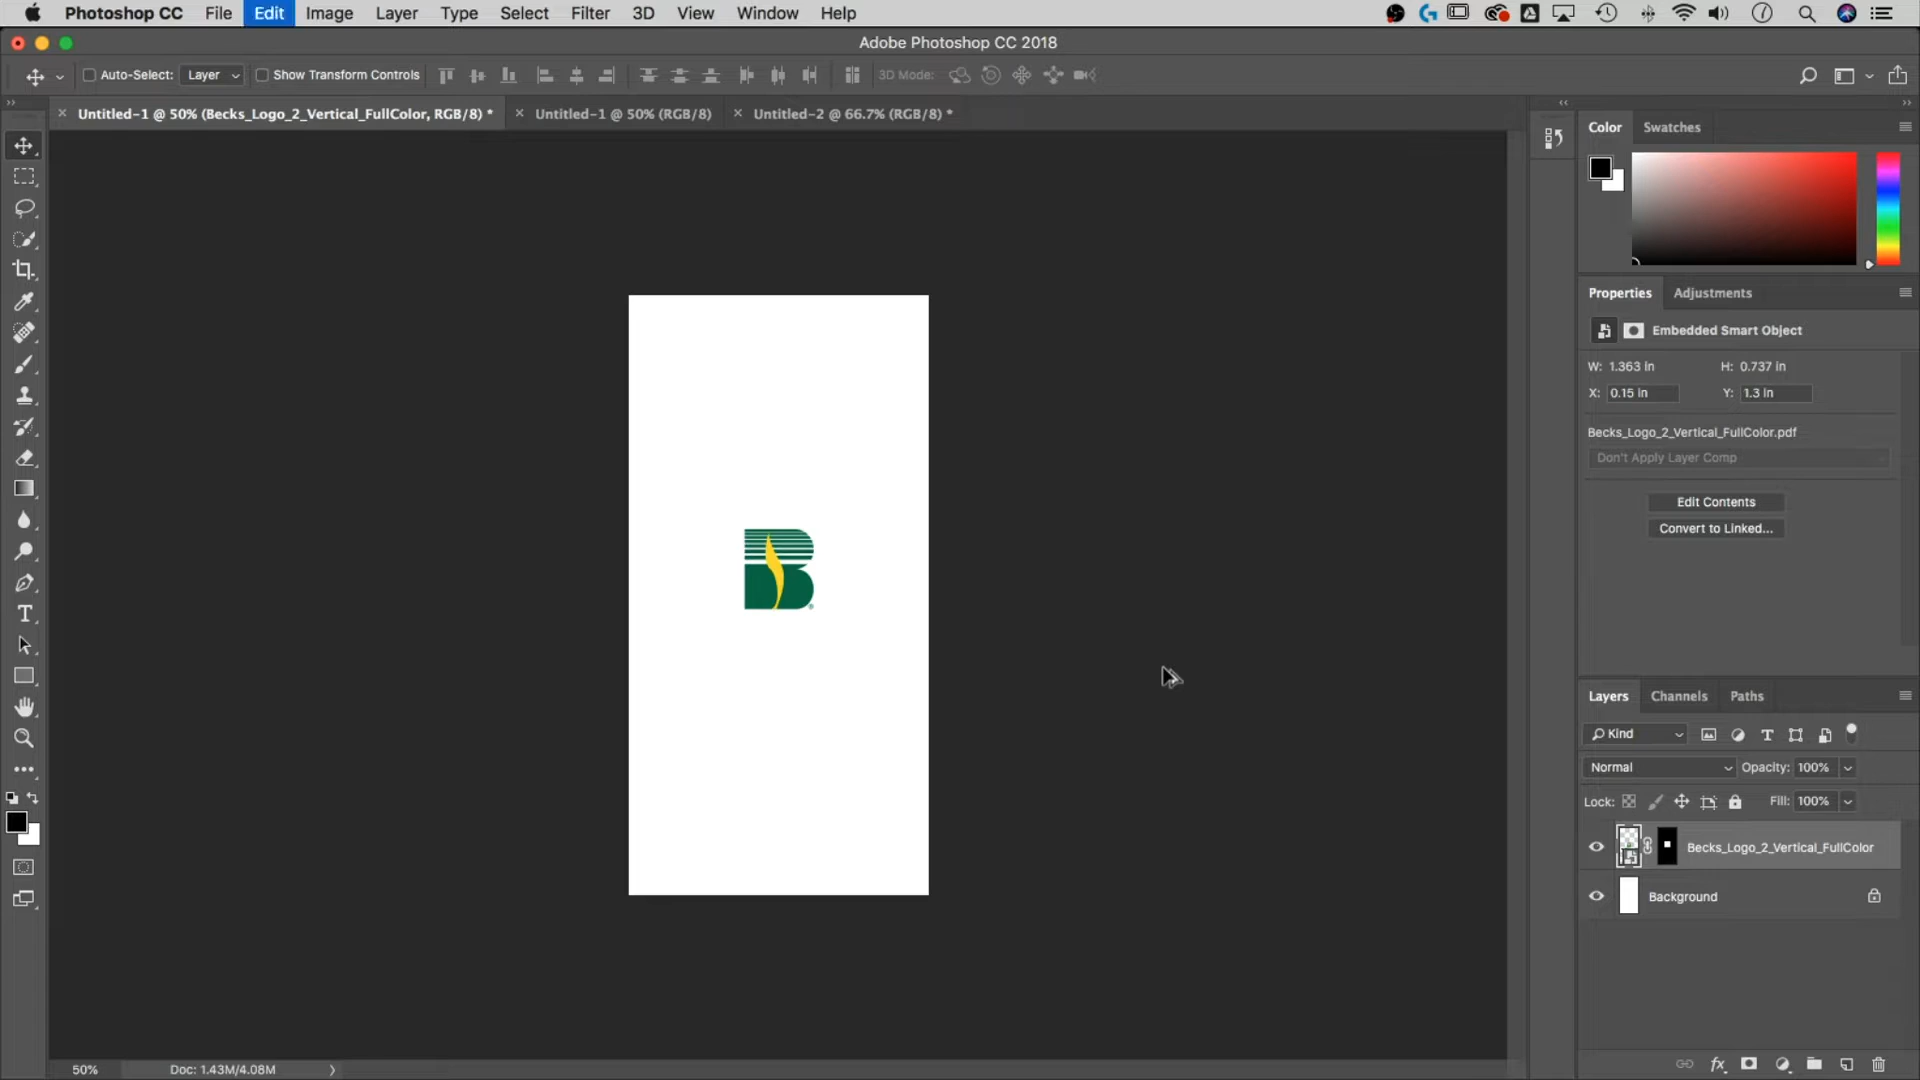 Photoshop CC File Edit Image Layer Type Select Filter 3D View Window Help
Adobe Photoshop CC 2018
Auto-Select: Layer Show Transform Controls 3D Mode:
Untitled-1 @ 50% (Becks_Logo_2_Vertical_FullColor, RGB/8) * Untitled-1 @ 50% (RGB/8) Untitled-2 @ 66.7% (RGB/8) *
Color Swatches
Properties Adjustments
Embedded Smart Object
W: 1.363 in H: 0.737 in
X: 0.15 in Y: 1.3 in
Becks_Logo_2_Vertical_FullColor.pdf
Don't Apply Layer Comp
Edit Contents
Convert to Linked...
B
Layers Channels Paths
Kind
Normal Opacity: 100%
Lock: Fill: 100%
Becks_Logo_2_Vertical_FullColor
Background
50% Doc: 1.43M/4.08M